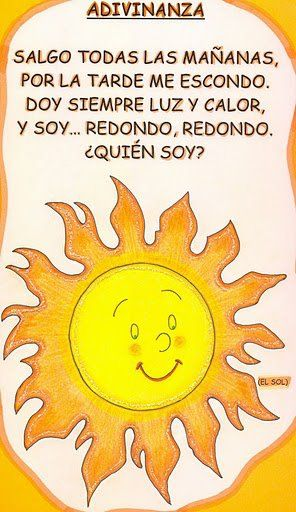 ADIVINANZA
SALGO TODAS LAS MAÑANAS,
POR LA TARDE ME ESCONDO.
DOY SIEMPRE LUZ Y CALOR,
Y SOY... REDONDO, REDONDO.
¿QUIÉN SOY?
(EL SOL)